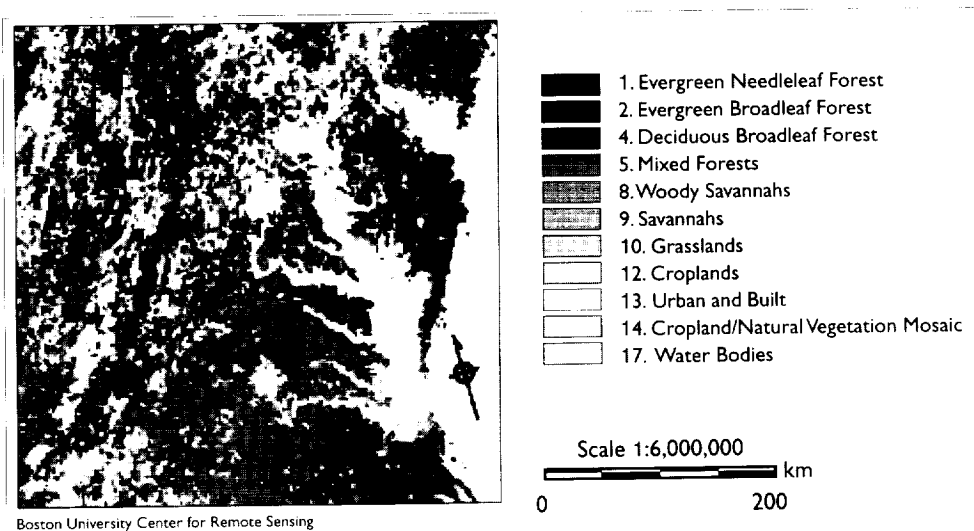 1. Evergreen Needleleaf Forest
2. Evergreen Broadleaf Forest
4. Deciduous Broadleaf Forest
5. Mixed Forests
8. Woody Savannahs
9. Savannahs
10. Grasslands
12. Croplands
13. Urban and Built
14. Cropland/Natural Vegetation Mosaic
17. Water Bodies
Scale 1:6,000,000
km
0 200
Boston University Center for Remote Sensing